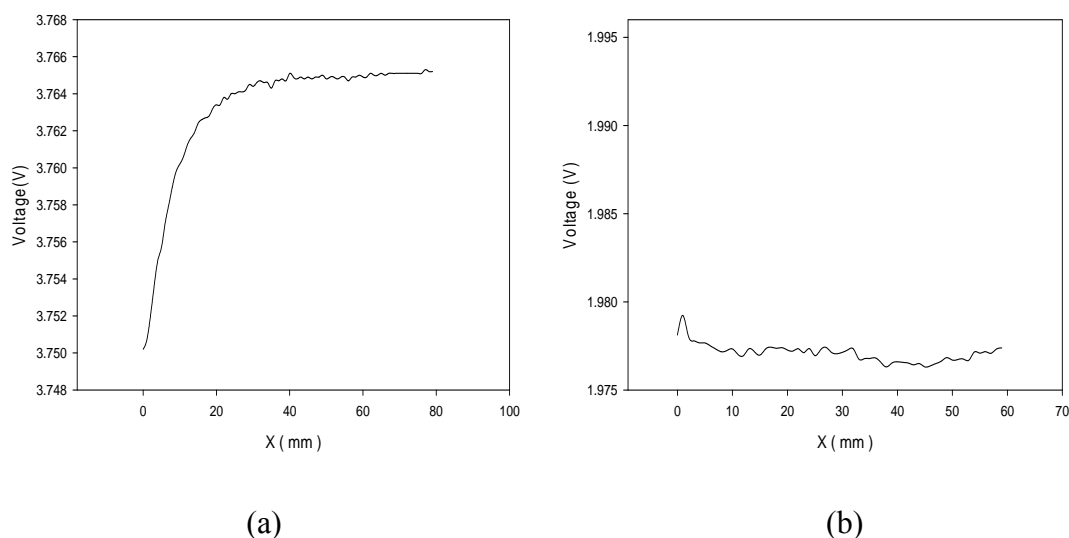 3.768
3.766
3.764
3.762
3.760
3.758
3.756
3.754
3.752
3.750
3.748
Voltage(V)
0 20 40 60 80 100
X ( mm )
(a)
1.995
1.990
1.985
1.980
1.975
Voltage (V)
0 10 20 30 40 50 60 70
X ( mm )
(b)